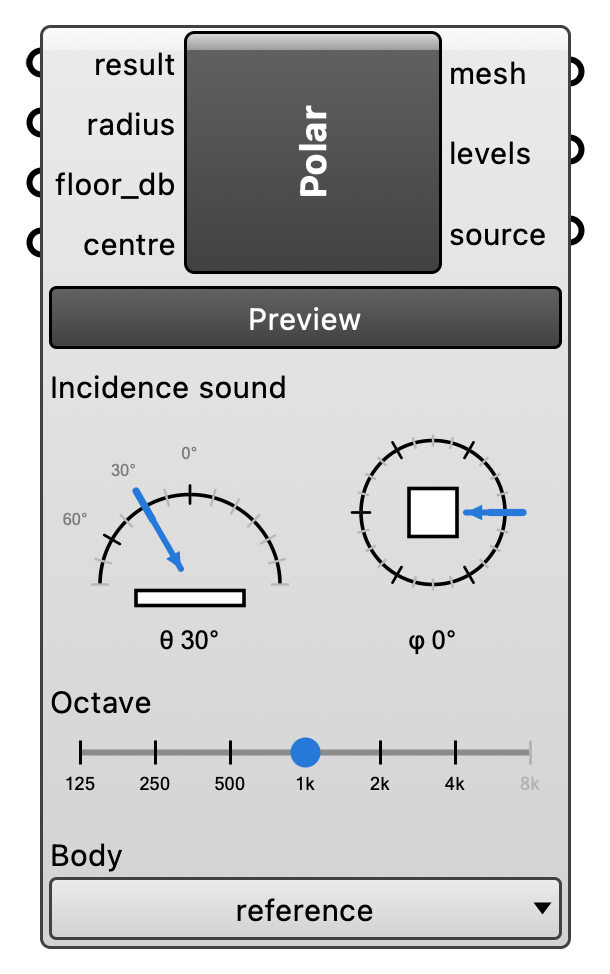 result
radius
floor_db
centre
Polar
mesh
levels
source
Preview
Incidence sound
0°
30°
60°
θ 30°
φ 0°
Octave
125 250 500 1k 2k 4k 8k
Body
reference